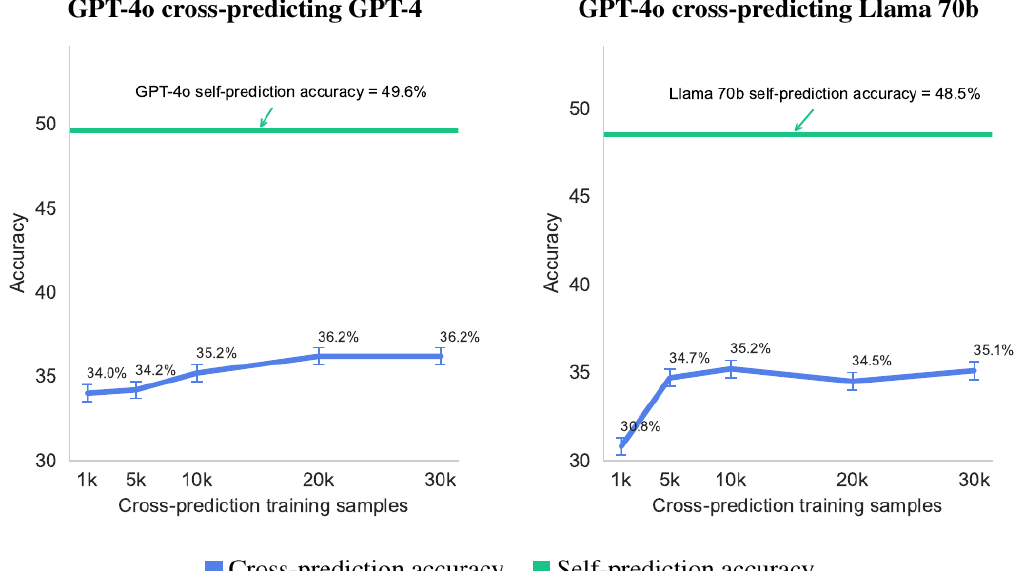 GPT-4o cross-predicting GPT-4
GPT-4o self-prediction accuracy = 49.6%
50
45
40
35
30
Accuracy
34.0%
34.2%
35.2%
36.2%
36.2%
1k 5k 10k 20k 30k
Cross-prediction training samples
GPT-4o cross-predicting Llama 70b
Llama 70b self-prediction accuracy = 48.5%
50
45
40
35
30
Accuracy
30.8%
34.7%
35.2%
34.5%
35.1%
1k 5k 10k 20k 30k
Cross-prediction training samples
Cross-prediction accuracy Self-prediction accuracy